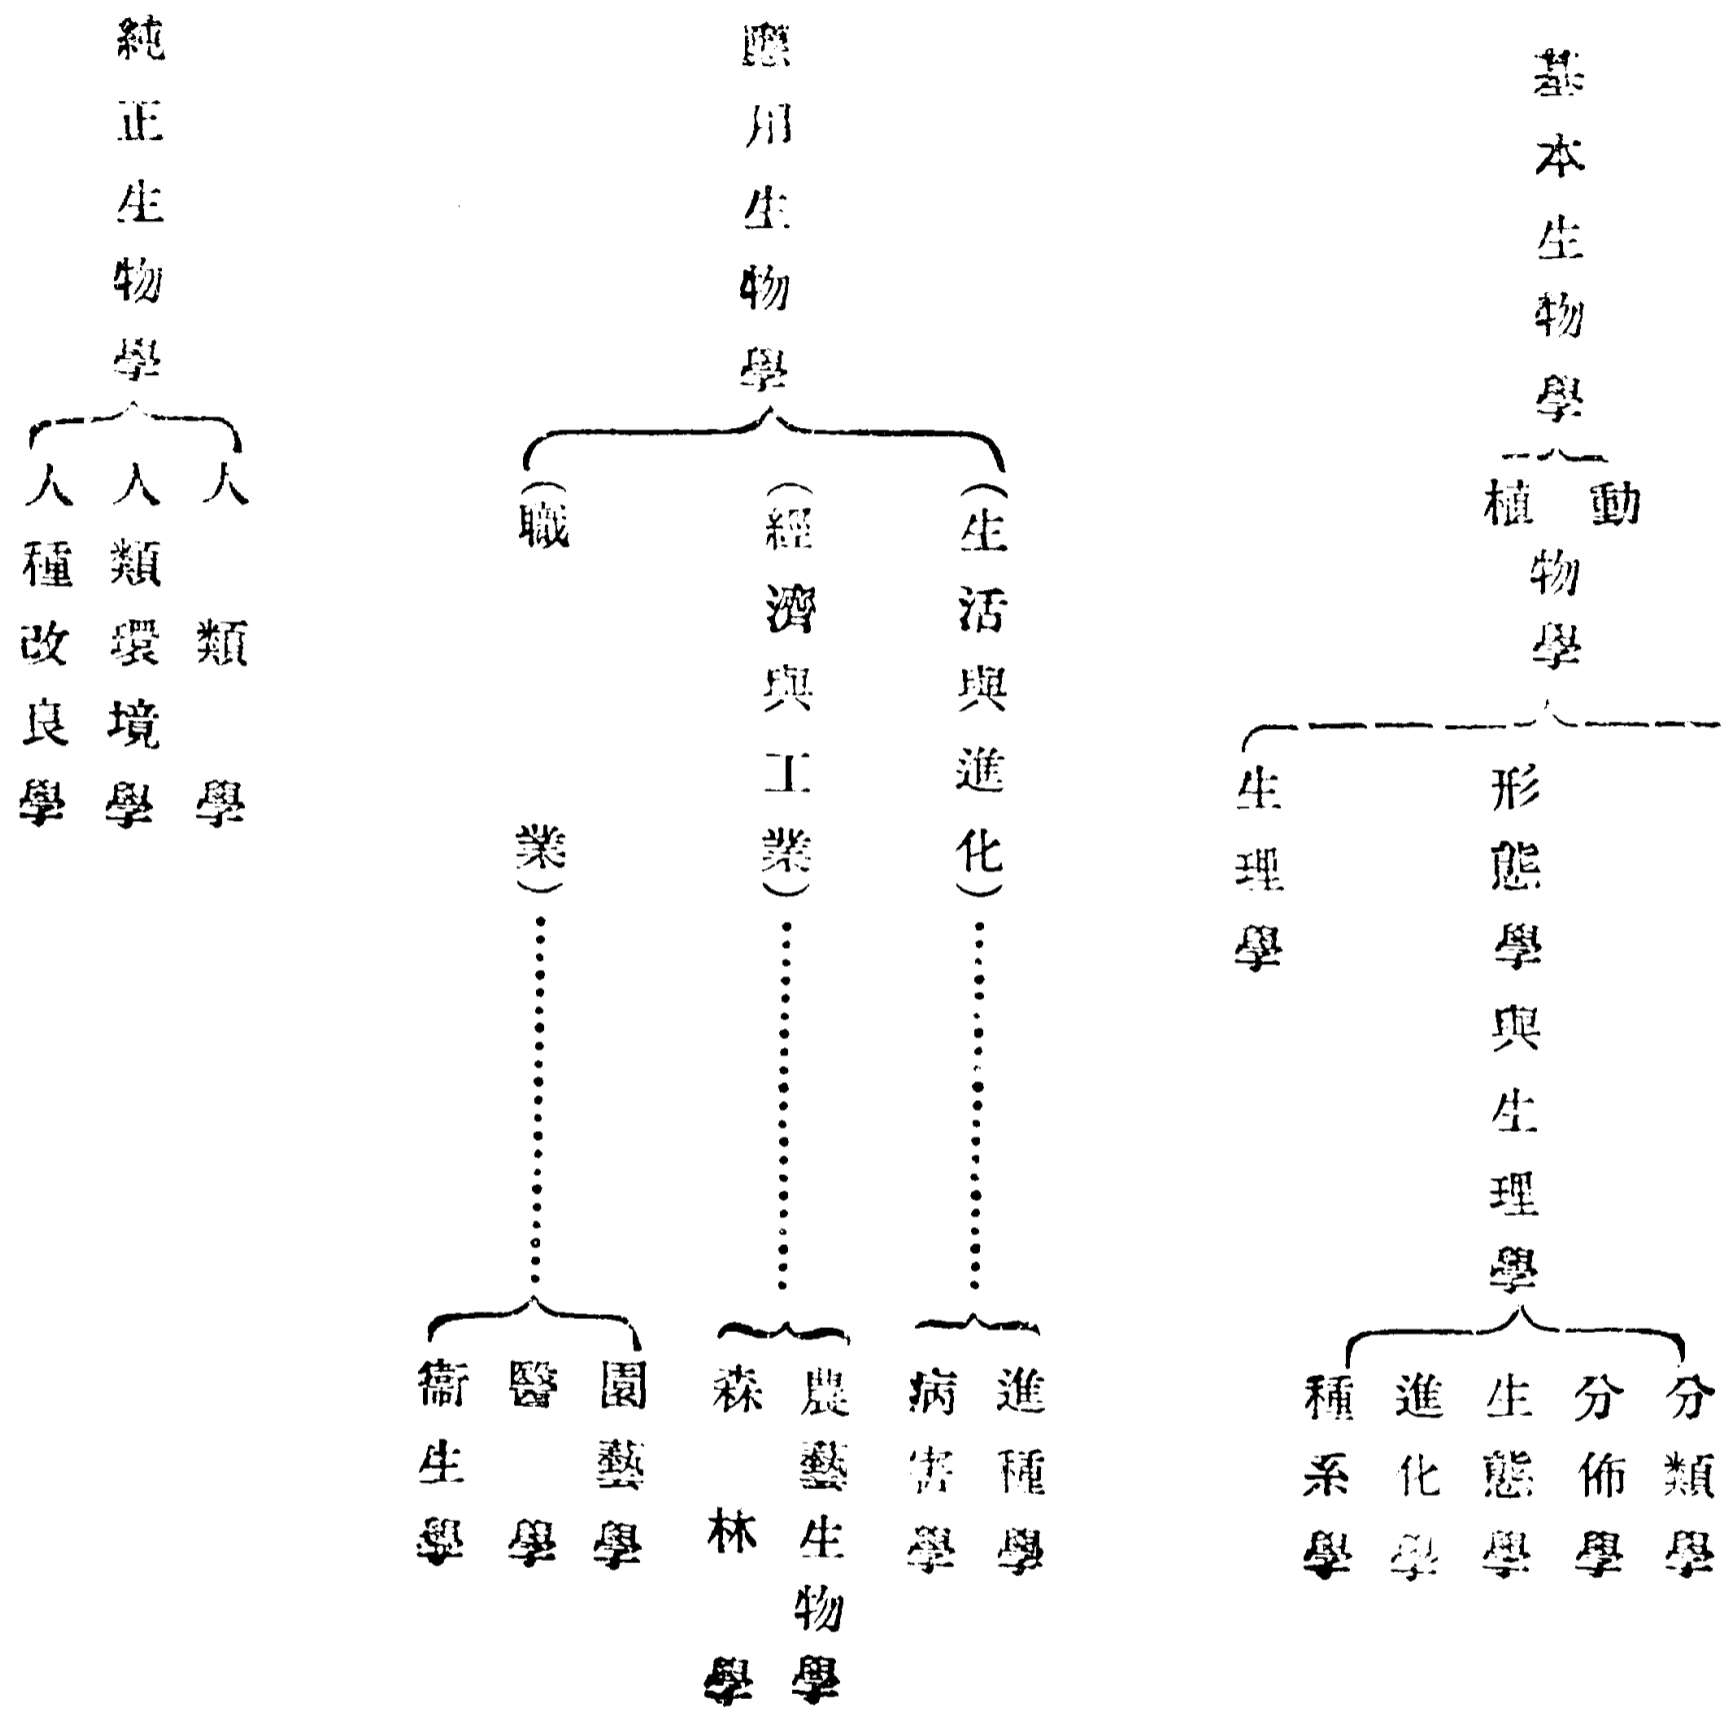 基本生物學
動
植
物學
形態學與生理學
生理學
分類學
分佈學
生態學
進化學
種系學
應用生物學
(生活與進化)
進種學
病害學
(經濟與工業)
農藝生物學
森林學
(職業)
園藝學
醫學
衞生學
純正生物學
人類學
人類環境學
人種改良學